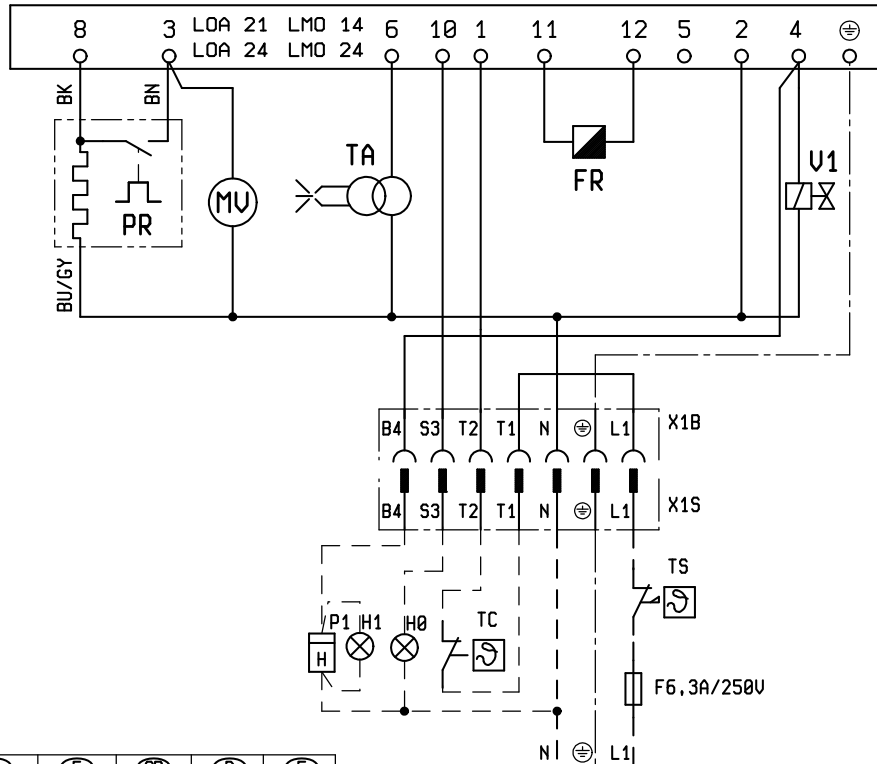 8 3 LOA 21 LMO 14 6 10 1 11 12 5 2 4
LOA 24 LMO 24
BK BN
TA
V1
FR
MV
PR
BU/GY
B4 S3 T2 T1 N L1 X1B
B4 S3 T2 T1 N L1 X1S
TS
P1 H1 H0 TC
H
F6,3A/250V
N L1